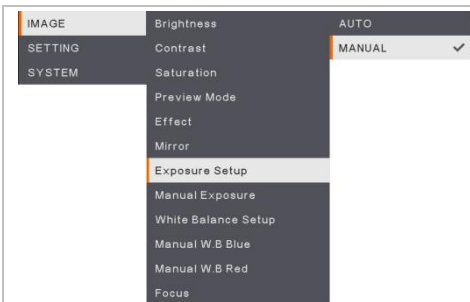 IMAGE
SETTING
SYSTEM
Brightness
Contrast
Saturation
Preview Mode
Effect
Mirror
Exposure Setup
Manual Exposure
White Balance Setup
Manual W.B Blue
Manual W.B Red
Focus
AUTO
MANUAL